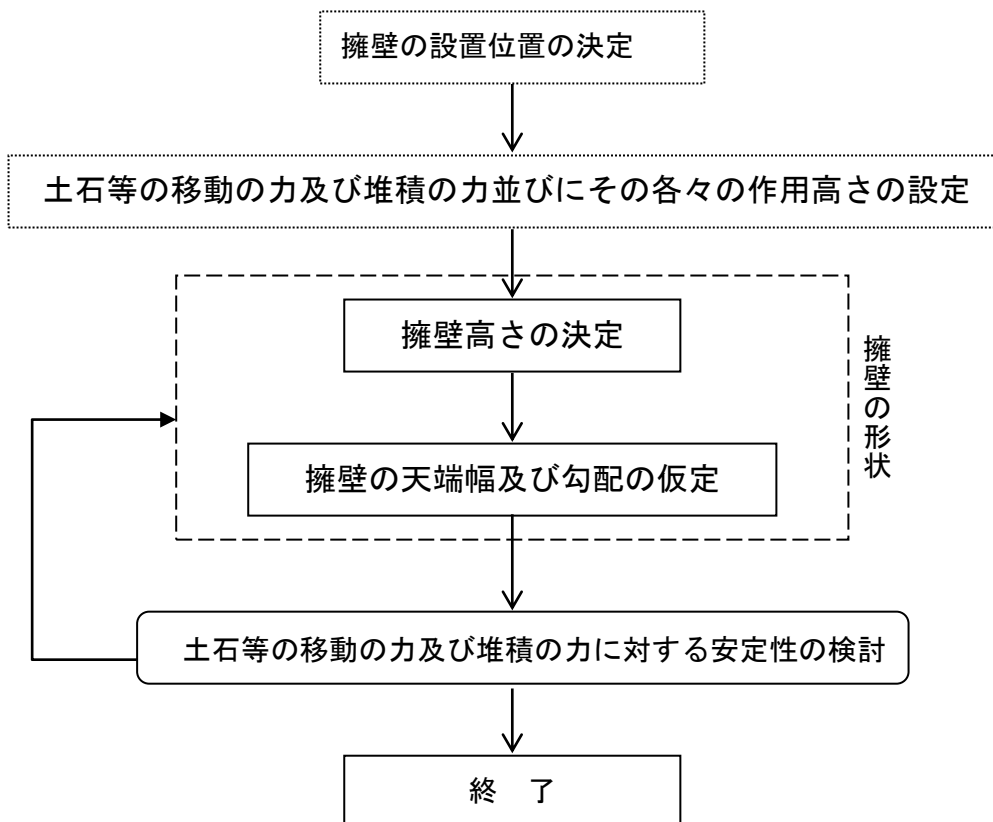 擁壁の設置位置の決定
土石等の移動の力及び堆積の力並びにその各々の作用高さの設定
擁壁高さの決定
擁壁の天端幅及び勾配の仮定
擁壁の形状
土石等の移動の力及び堆積の力に対する安定性の検討
終　了